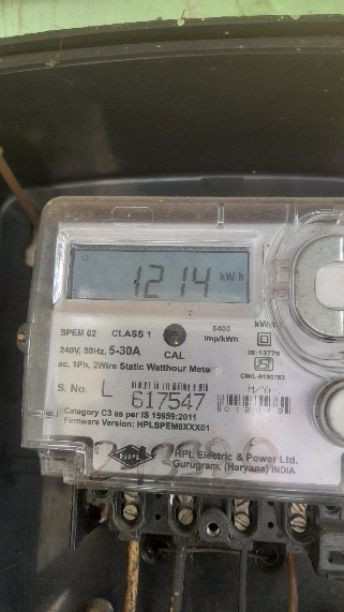 1214 kWh
SPEM 02 CLASS 1
6400
imp/kWh
240V, 50Hz, 5-30A
CAL
IS:13779
ac, 1Ph, 2Wire Static Watthour Meter
S. No. L 617547
Category C3 as per IS 15959:2011
Firmware Version: HPLSPEM6XXX01
HPL HPL Electric & Power Ltd.
Gurugram, (Haryana) INDIA